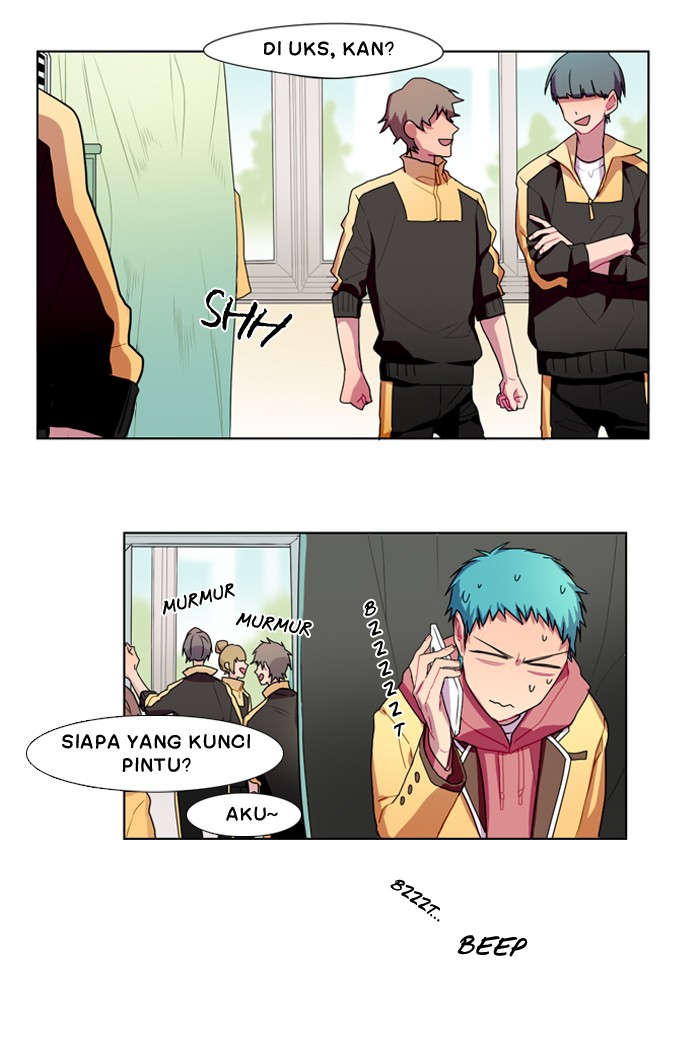 DI UKS, KAN?
SHH
MURMUR
MURMUR
BZZZZZT
SIAPA YANG KUNCI
PINTU?
AKU~
BZZZT...
BEEP